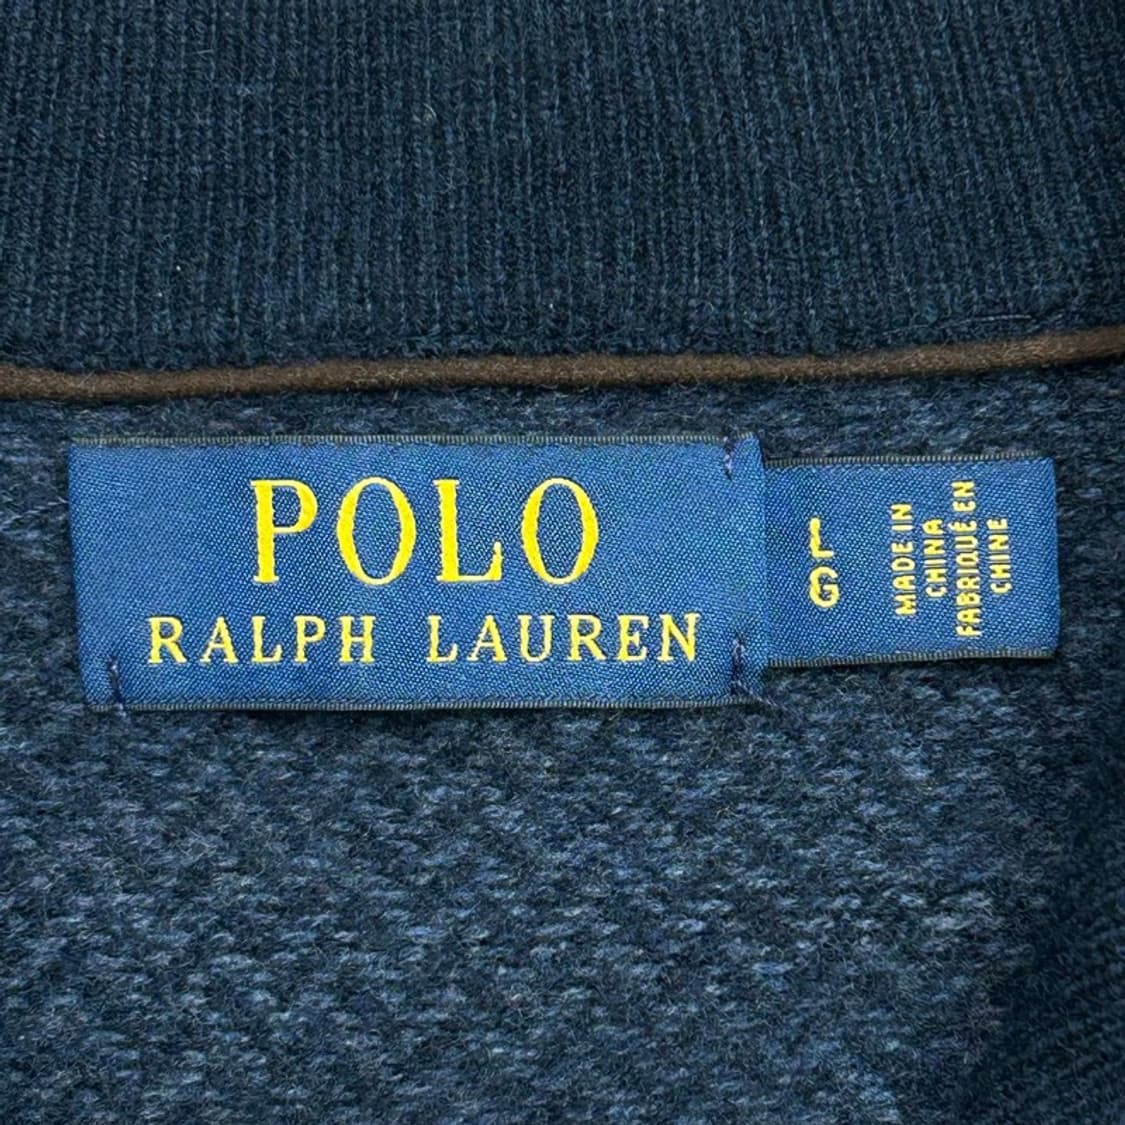 POLO
RALPH LAUREN
L
G
MADE IN
CHINA
FABRIQUÉ EN
CHINE